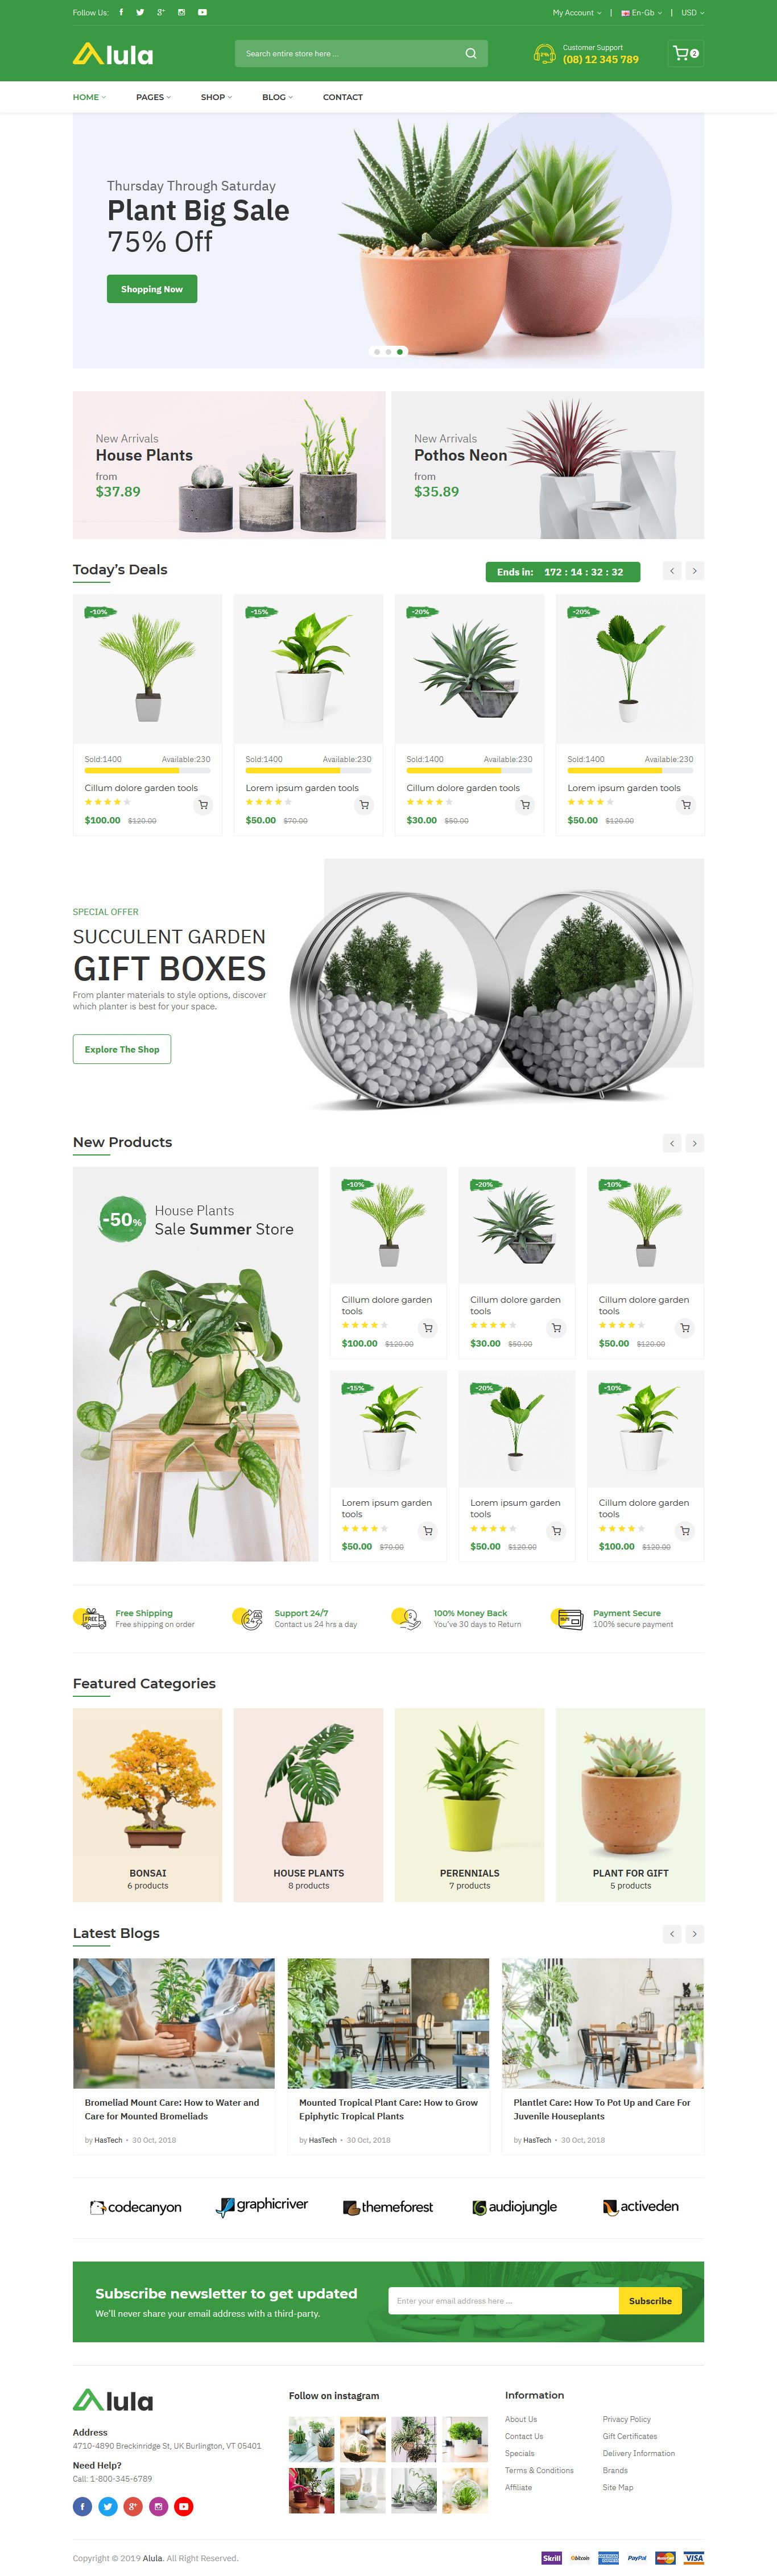 Follow Us:
My Account | En-Gb | USD
Alula
Search entire store here ...
Customer Support
(08) 12 345 789
2
HOME PAGES SHOP BLOG CONTACT
Thursday Through Saturday
Plant Big Sale
75% Off
Shopping Now
New Arrivals
House Plants
from
$37.89
New Arrivals
Pothos Neon
from
$35.89
Today's Deals
Ends in: 172 : 14 : 32 : 32
-10%
Sold:1400 Available:230
Cillum dolore garden tools
$100.00 $120.00
-15%
Sold:1400 Available:230
Lorem ipsum garden tools
$50.00 $70.00
-20%
Sold:1400 Available:230
Cillum dolore garden tools
$30.00 $50.00
-20%
Sold:1400 Available:230
Lorem ipsum garden tools
$50.00 $120.00
SPECIAL OFFER
SUCCULENT GARDEN
GIFT BOXES
From planter materials to style options, discover
which planter is best for your space.
Explore The Shop
New Products
-50%
House Plants
Sale Summer Store
-10%
Cillum dolore garden
tools
$100.00 $120.00
-20%
Cillum dolore garden
tools
$30.00 $50.00
-10%
Cillum dolore garden
tools
$50.00 $120.00
-15%
Lorem ipsum garden
tools
$50.00 $70.00
-20%
Lorem ipsum garden
tools
$50.00 $120.00
-10%
Cillum dolore garden
tools
$100.00 $120.00
FREE
Free Shipping
Free shipping on order
24
Support 24/7
Contact us 24 hrs a day
100% Money Back
You've 30 days to Return
Payment Secure
100% secure payment
Featured Categories
BONSAI
6 products
HOUSE PLANTS
8 products
PERENNIALS
7 products
PLANT FOR GIFT
5 products
Latest Blogs
Bromeliad Mount Care: How to Water and
Care for Mounted Bromeliads
by HasTech • 30 Oct, 2018
Mounted Tropical Plant Care: How to Grow
Epiphytic Tropical Plants
by HasTech • 30 Oct, 2018
Plantlet Care: How To Pot Up and Care For
Juvenile Houseplants
by HasTech • 30 Oct, 2018
codecanyon
graphicriver
themeforest
audiojungle
activeden
Subscribe newsletter to get updated
We'll never share your email address with a third-party.
Enter your email address here ...
Subscribe
Alula
Address
4710-4890 Breckinridge St, UK Burlington, VT 05401
Need Help?
Call: 1-800-345-6789
Follow on instagram
Information
About Us
Contact Us
Specials
Terms & Conditions
Affiliate
Privacy Policy
Gift Certificates
Delivery Information
Brands
Site Map
Copyright © 2019 Alula. All Right Reserved.
Skrill bitcoin PayPal VISA